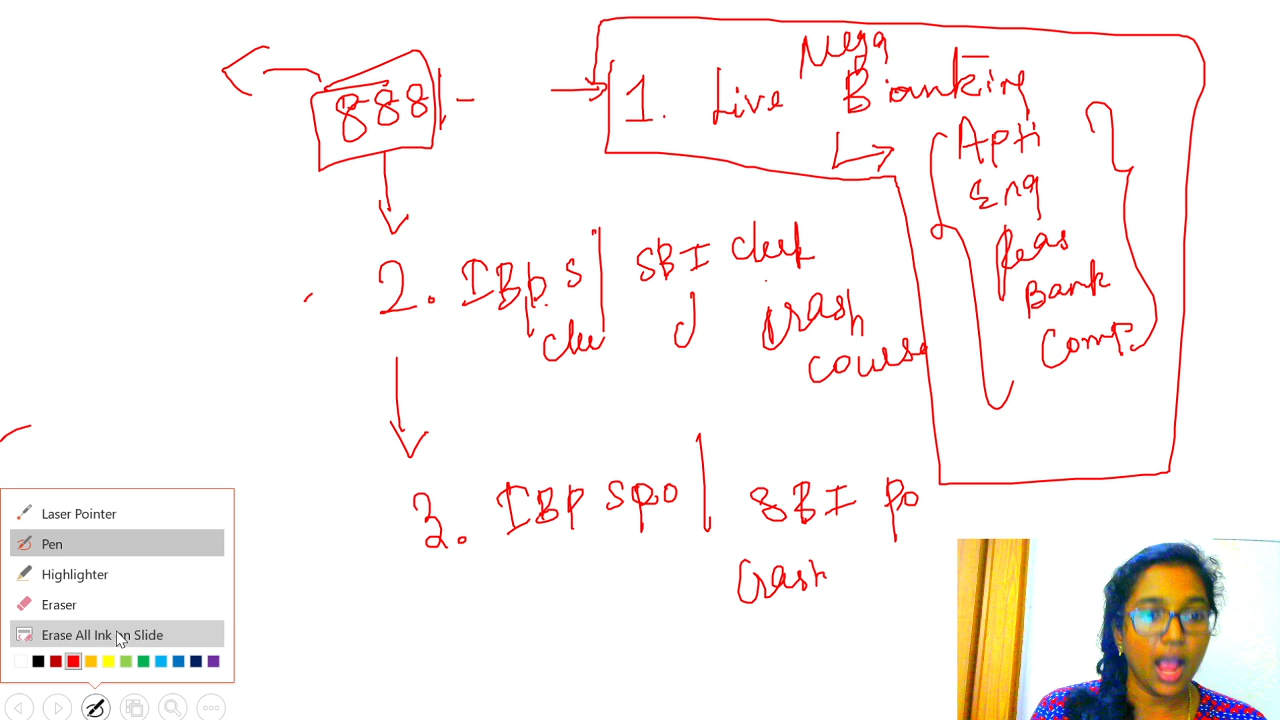 888 -
Mega
1. Live Banking
Apti
Eng
Reas
Bank
Comp
2. IBPS Cle | SBI Clerk
Crash
course
3. IBPS PO | SBI PO
Crash
Laser Pointer
Pen
Highlighter
Eraser
Erase All Ink on Slide